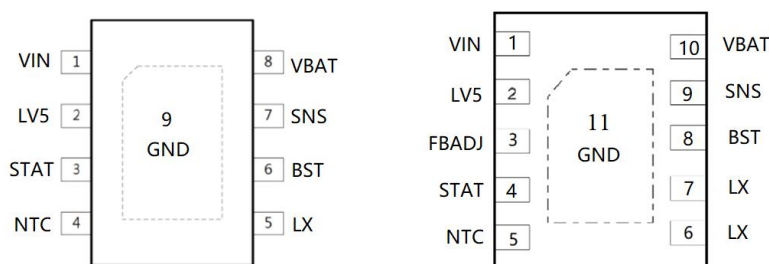 VIN 1 8 VBAT
LV5 2 7 SNS
9
GND
STAT 3 6 BST
NTC 4 5 LX
VIN 1 10 VBAT
LV5 2 9 SNS
FBADJ 3 8 BST
11
GND
STAT 4 7 LX
NTC 5 6 LX